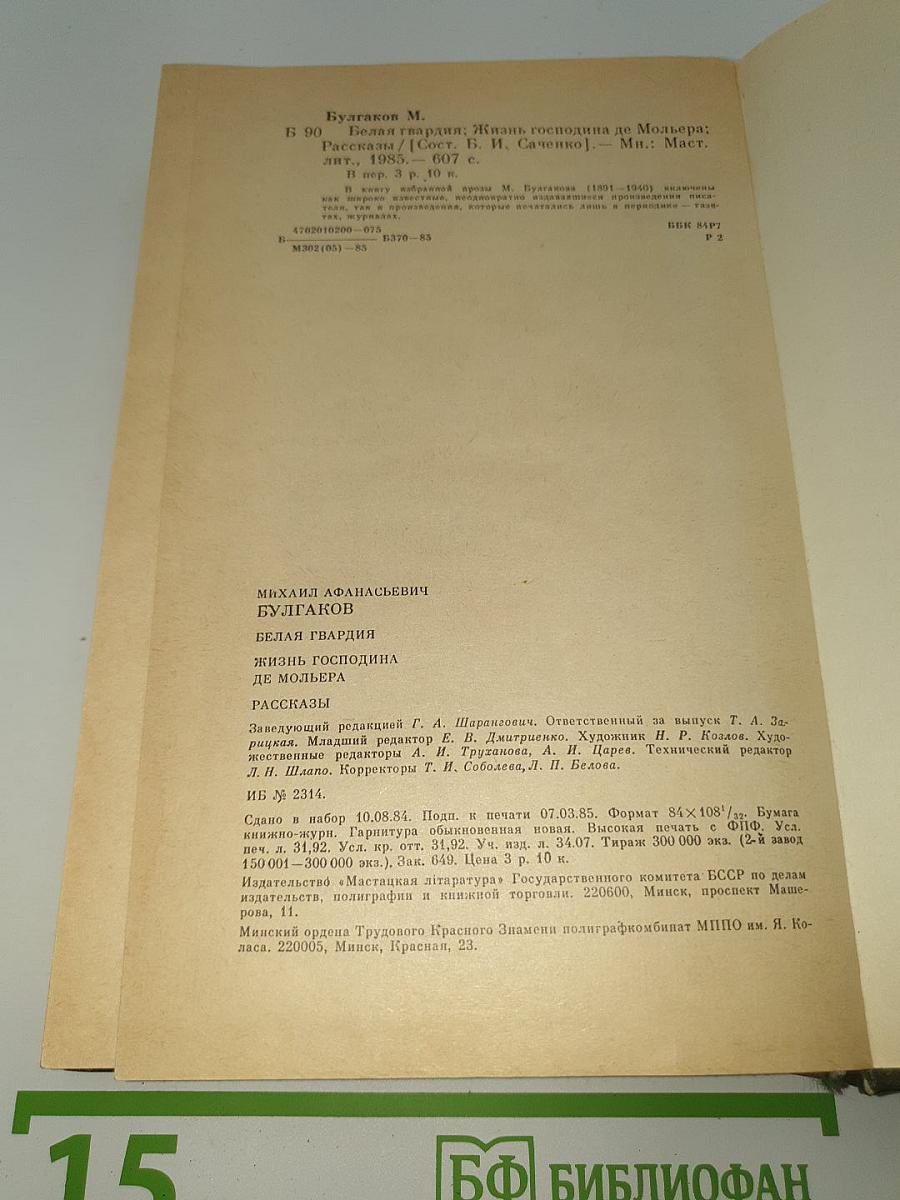 Булгаков М.
Б 90 Белая гвардия; Жизнь господина де Мольера;
Рассказы / [Сост. Б. И. Саченко]. — Мн.: Маст.
лит., 1985. — 607 с.
В пер. 3 р. 10 к.
В книгу избранной прозы М. Булгакова (1891—1940) включены
как широко известные, неоднократно издававшиеся произведения писа-
теля, так и произведения, которые печатались лишь в периодике — газе-
тах, журналах.
4702010200—075
Б Б370—85
М302(05)—85
ББК 84Р7
Р 2
МИХАИЛ АФАНАСЬЕВИЧ
БУЛГАКОВ
БЕЛАЯ ГВАРДИЯ
ЖИЗНЬ ГОСПОДИНА
ДЕ МОЛЬЕРА
РАССКАЗЫ
Заведующий редакцией Г. А. Шарангович. Ответственный за выпуск Т. А. За-
рицкая. Младший редактор Е. В. Дмитриенко. Художник Н. Р. Козлов. Худо-
жественные редакторы А. И. Труханова, А. И. Царев. Технический редактор
Л. Н. Шлапо. Корректоры Т. И. Соболева, Л. П. Белова.
ИБ № 2314.
Сдано в набор 10.08.84. Подп. к печати 07.03.85. Формат 84×108¹/₃₂. Бумага
книжно-журн. Гарнитура обыкновенная новая. Высокая печать с ФПФ. Усл.
печ. л. 31,92. Усл. кр. отт. 31,92. Уч. изд. л. 34.07. Тираж 300 000 экз. (2-й завод
150 001—300 000 экз.). Зак. 649. Цена 3 р. 10 к.
Издательство «Мастацкая літаратура» Государственного комитета БССР по делам
издательств, полиграфии и книжной торговли. 220600, Минск, проспект Маше-
рова, 11.
Минский ордена Трудового Красного Знамени полиграфкомбинат МППО им. Я. Ко-
ласа. 220005, Минск, Красная, 23.
15
БФ БИБЛИОФАН